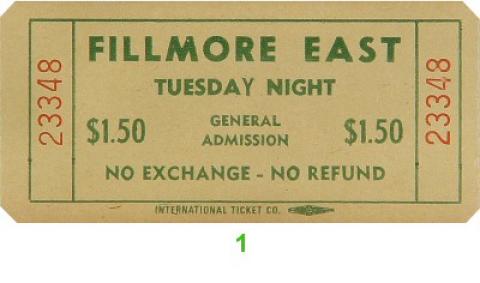 FILLMORE EAST
TUESDAY NIGHT
23348
$1.50
GENERAL
ADMISSION
$1.50
23348
NO EXCHANGE - NO REFUND
INTERNATIONAL TICKET CO.
1